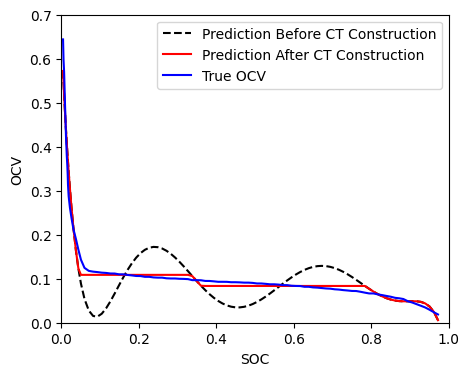 Prediction Before CT Construction
Prediction After CT Construction
True OCV
0.7
0.6
0.5
0.4
0.3
0.2
0.1
0.0
OCV
0.0 0.2 0.4 0.6 0.8 1.0
SOC